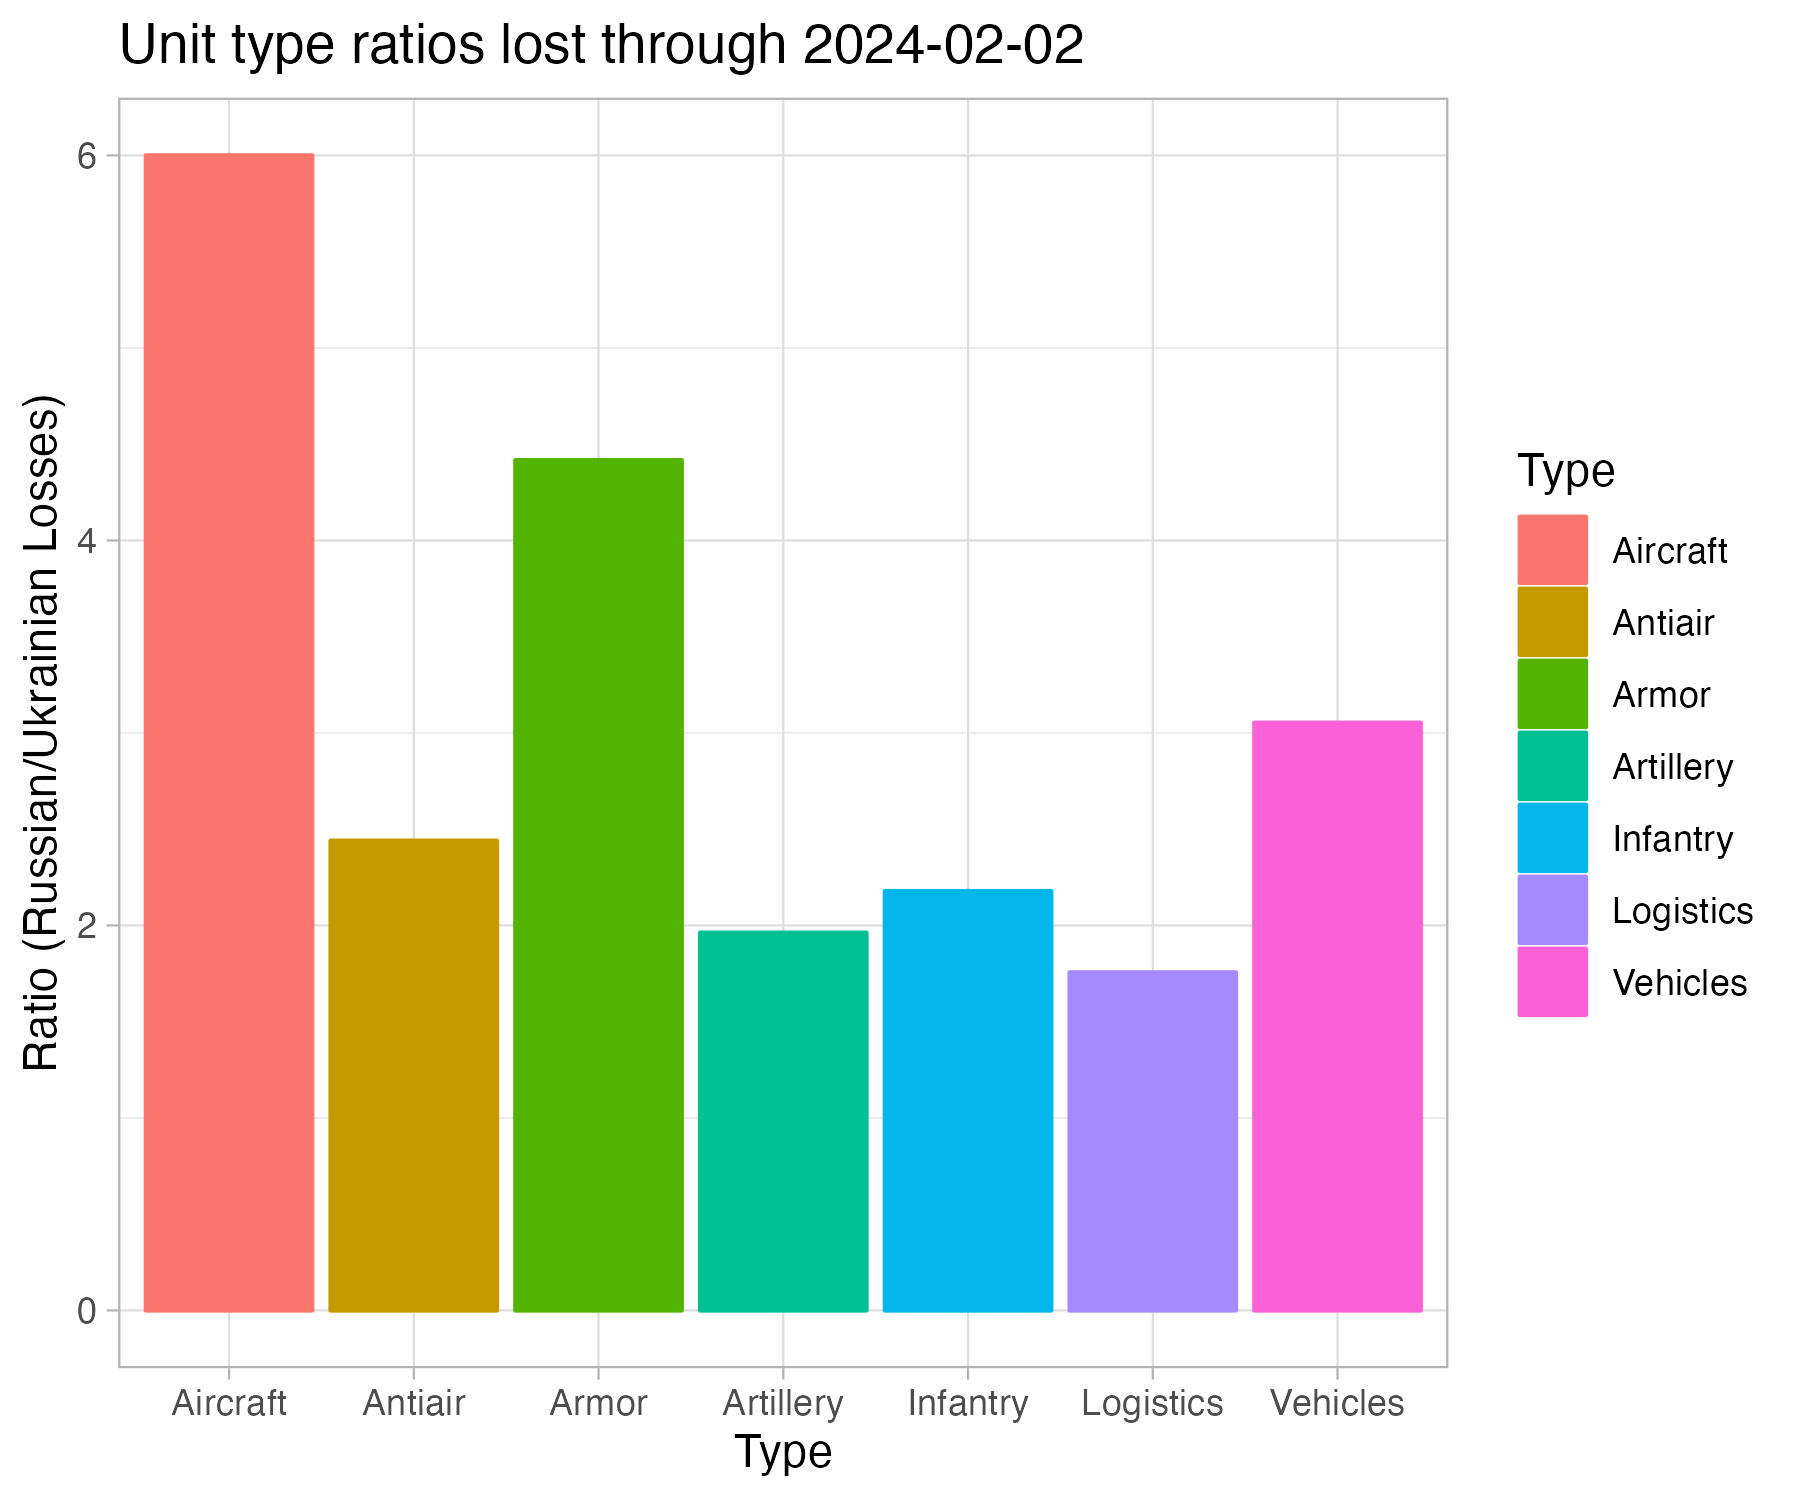 Unit type ratios lost through 2024-02-02
Ratio (Russian/Ukrainian Losses)
6
4
2
0
Aircraft
Antiair
Armor
Artillery
Infantry
Logistics
Vehicles
Type
Type
Aircraft
Antiair
Armor
Artillery
Infantry
Logistics
Vehicles